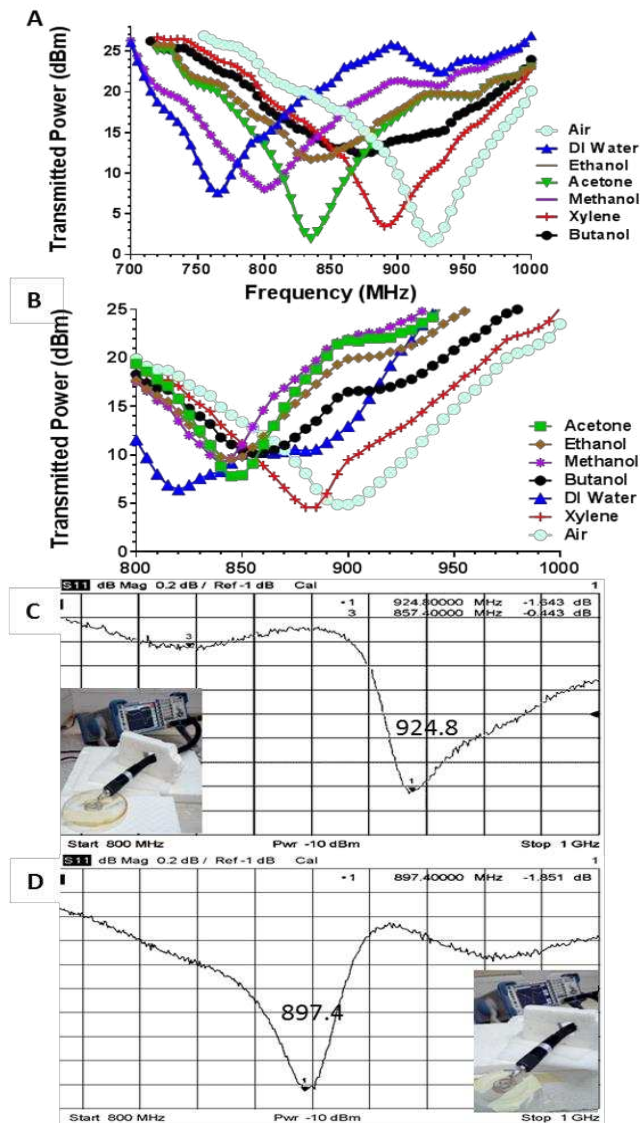 A
Transmitted Power (dBm)
25
20
15
10
5
0
700
750
800
850
900
950
1000
Frequency (MHz)
Air
DI Water
Ethanol
Acetone
Methanol
Xylene
Butanol
B
Transmitted Power (dBm)
25
20
15
10
5
0
800
850
900
950
1000
Acetone
Ethanol
Methanol
Butanol
DI Water
Xylene
Air
C
S11 dB Mag 0.2 dB / Ref -1 dB Cal 1
•1 924.80000 MHz -1.643 dB
3 857.40000 MHz -0.443 dB
3
924.8
1
Start 800 MHz Pwr -10 dBm Stop 1 GHz
D
S11 dB Mag 0.2 dB / Ref -1 dB Cal 1
•1 897.40000 MHz -1.851 dB
897.4
1
Start 800 MHz Pwr -10 dBm Stop 1 GHz